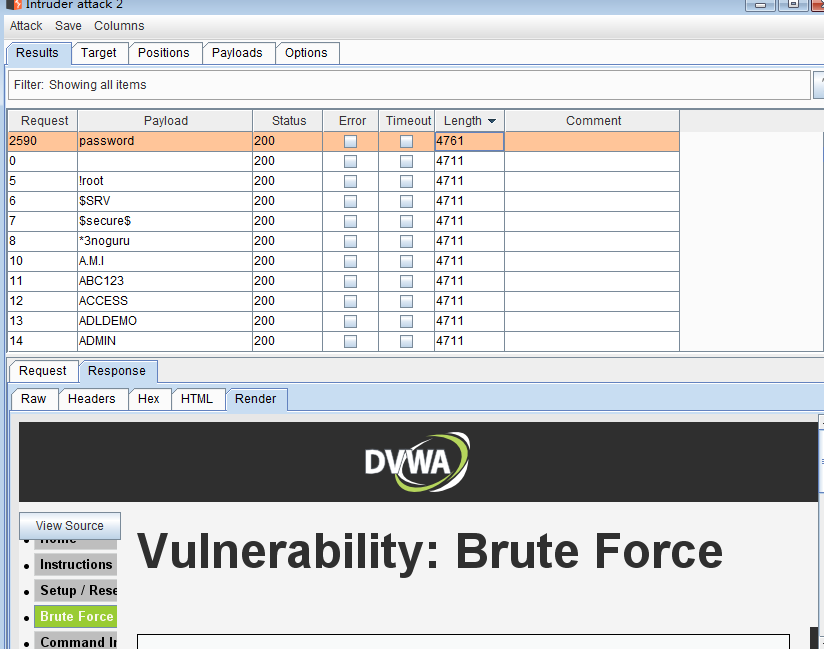 Intruder attack 2
Attack Save Columns
Results Target Positions Payloads Options
Filter: Showing all items
Request Payload Status Error Timeout Length Comment
2590 password 200 4761
0 200 4711
5 !root 200 4711
6 $SRV 200 4711
7 $secure$ 200 4711
8 *3noguru 200 4711
10 A.M.I 200 4711
11 ABC123 200 4711
12 ACCESS 200 4711
13 ADLDEMO 200 4711
14 ADMIN 200 4711
Request Response
Raw Headers Hex HTML Render
DVWA
View Source
Home
Instructions
Setup / Rese
Brute Force
Command In
Vulnerability: Brute Force